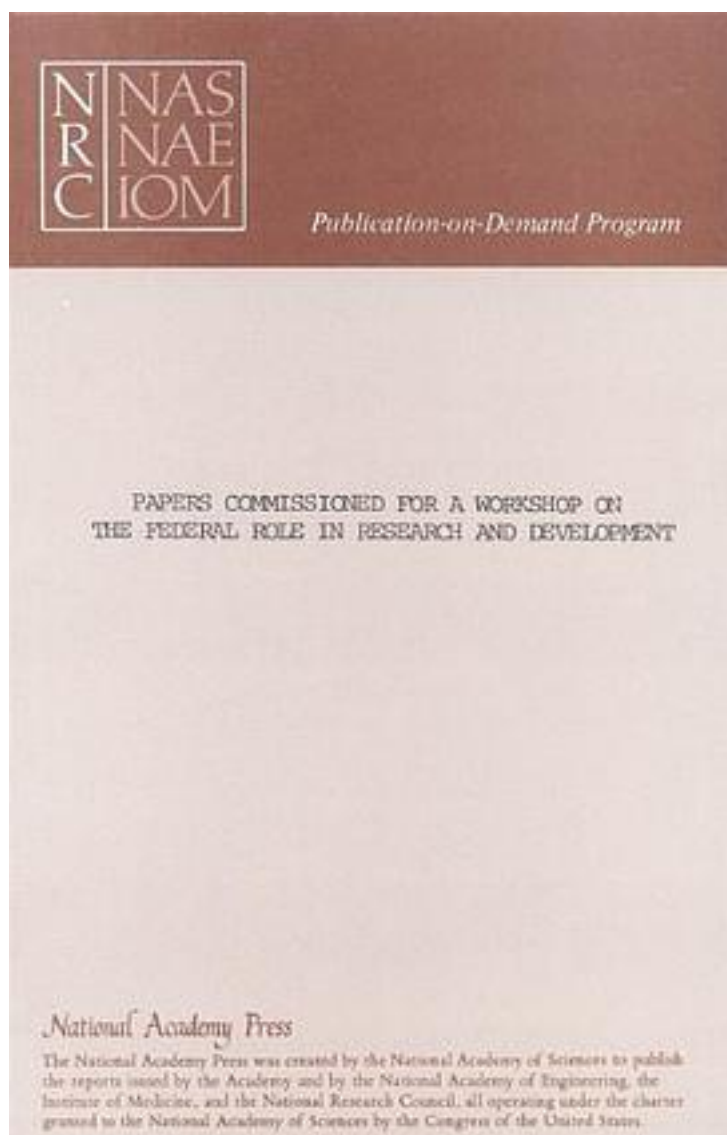 N
R
C
NAS
NAE
IOM
Publication-on-Demand Program
PAPERS COMMISSIONED FOR A WORKSHOP ON
THE FEDERAL ROLE IN RESEARCH AND DEVELOPMENT
National Academy Press
The National Academy Press was created by the National Academy of Sciences to publish
the reports issued by the Academy and by the National Academy of Engineering, the
Institute of Medicine, and the National Research Council, all operating under the charter
granted to the National Academy of Sciences by the Congress of the United States.